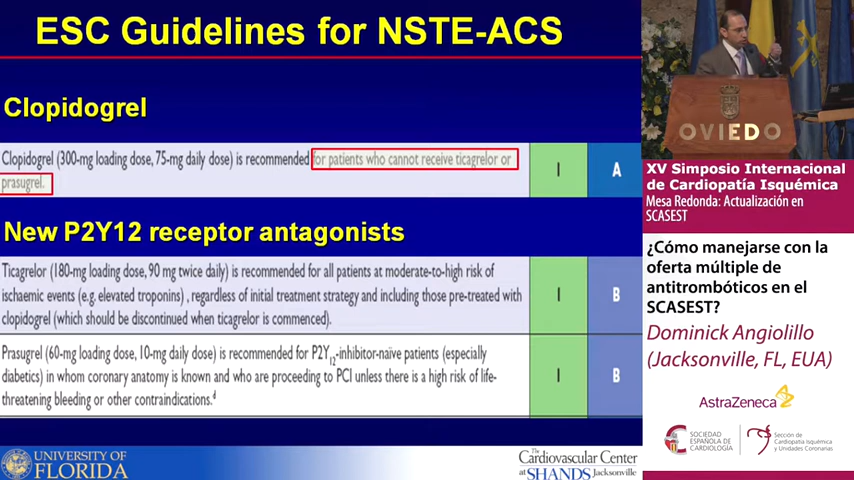 ESC Guidelines for NSTE-ACS
Clopidogrel
Clopidogrel (300-mg loading dose, 75-mg daily dose) is recommended for patients who cannot receive ticagrelor or
prasugrel.
I
A
New P2Y12 receptor antagonists
Ticagrelor (180-mg loading dose, 90 mg twice daily) is recommended for all patients at moderate-to-high risk of
ischaemic events (e.g. elevated troponins) , regardless of initial treatment strategy and including those pre-treated with
clopidogrel (which should be discontinued when ticagrelor is commenced).
I
B
Prasugrel (60-mg loading dose, 10-mg daily dose) is recommended for P2Y12-inhibitor-naïve patients (especially
diabetics) in whom coronary anatomy is known and who are proceeding to PCI unless there is a high risk of life-
threatening bleeding or other contraindications.d
I
B
UNIVERSITY of
FLORIDA
The
Cardiovascular Center
at SHANDS Jacksonville
OVIEDO
XV Simposio Internacional
de Cardiopatía Isquémica
Mesa Redonda: Actualización en
SCASEST
¿Cómo manejarse con la
oferta múltiple de
antitrombóticos en el
SCASEST?
Dominick Angiolillo
(Jacksonville, FL, EUA)
AstraZeneca
SOCIEDAD
ESPAÑOLA DE
CARDIOLOGÍA
Sección de
Cardiopatía Isquémica
y Unidades Coronarias